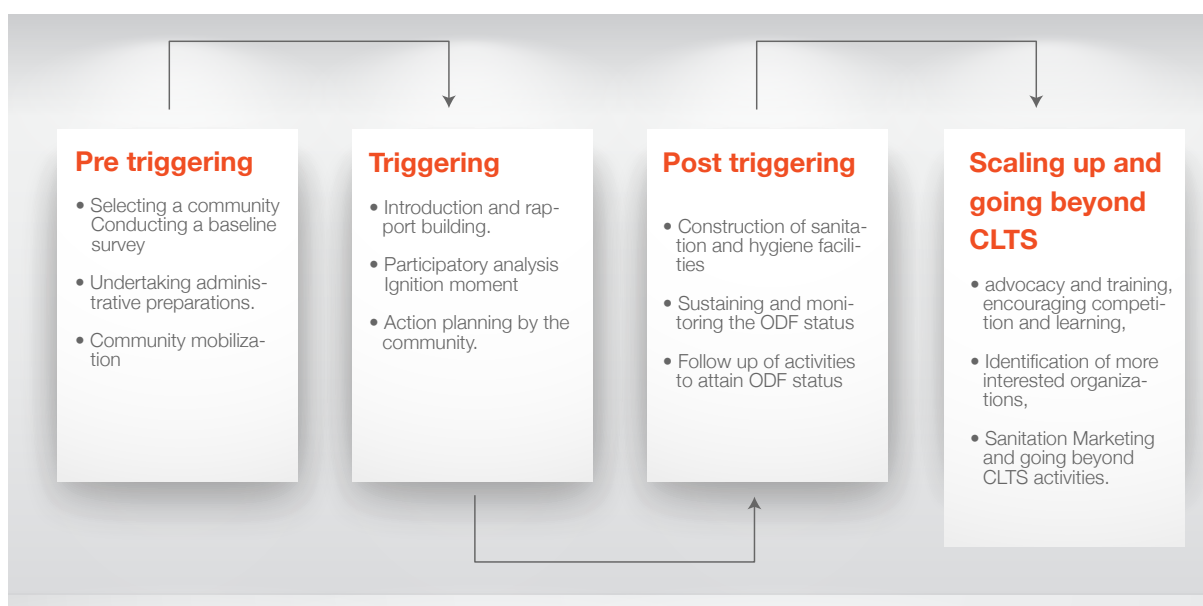 Pre triggering
• Selecting a community
Conducting a baseline
survey
• Undertaking adminis-
trative preparations.
• Community mobiliza-
tion
Triggering
• Introduction and rap-
port building.
• Participatory analysis
Ignition moment
• Action planning by the
community.
Post triggering
• Construction of sanita-
tion and hygiene facili-
ties
• Sustaining and moni-
toring the ODF status
• Follow up of activities
to attain ODF status
Scaling up and
going beyond
CLTS
• advocacy and training,
encouraging competi-
tion and learning,
• Identification of more
interested organiza-
tions,
• Sanitation Marketing
and going beyond
CLTS activities.